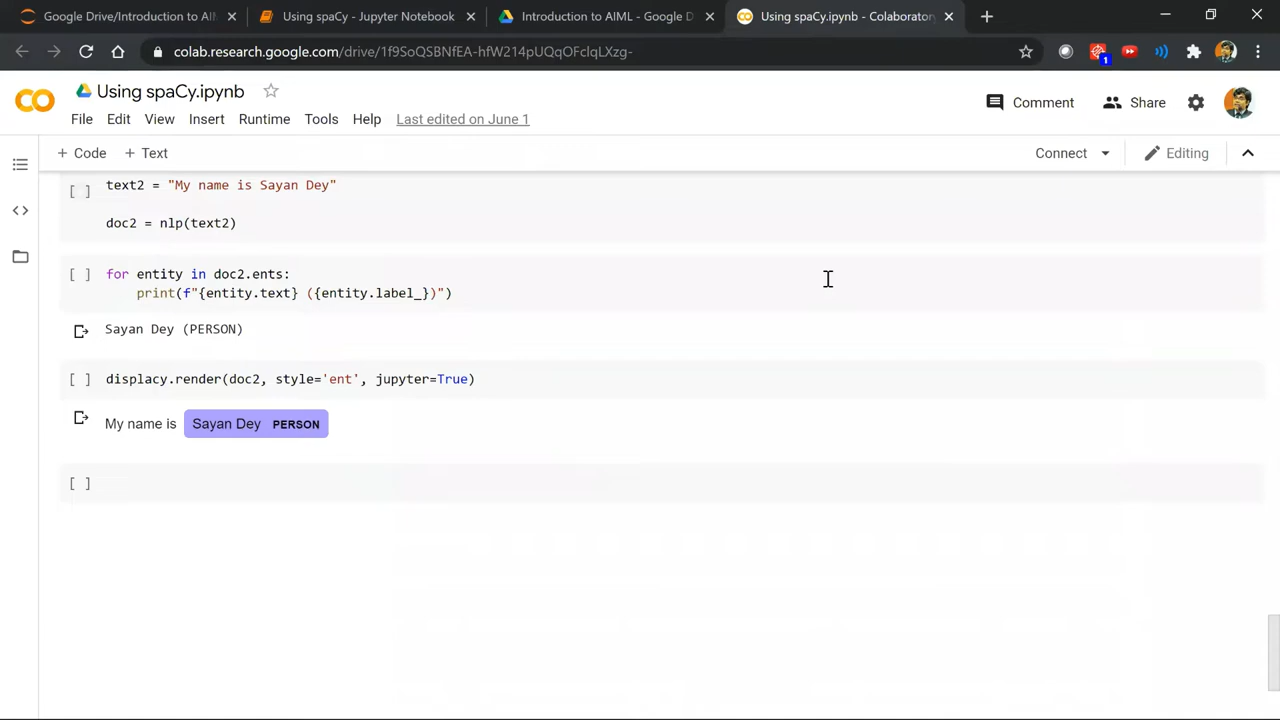 Google Drive/Introduction to AIM
Using spaCy - Jupyter Notebook
Introduction to AIML - Google D
Using spaCy.ipynb - Colaboratory
colab.research.google.com/drive/1f9SoQSBNfEA-hfW214pUQqOFclqLXzg-
1
CO
Using spaCy.ipynb
Comment
Share
File Edit View Insert Runtime Tools Help Last edited on June 1
+ Code + Text
Connect
Editing
[ ] text2 = "My name is Sayan Dey"
doc2 = nlp(text2)
[ ] for entity in doc2.ents:
print(f"{entity.text} ({entity.label_})")
Sayan Dey (PERSON)
[ ] displacy.render(doc2, style='ent', jupyter=True)
My name is Sayan Dey PERSON
[ ]